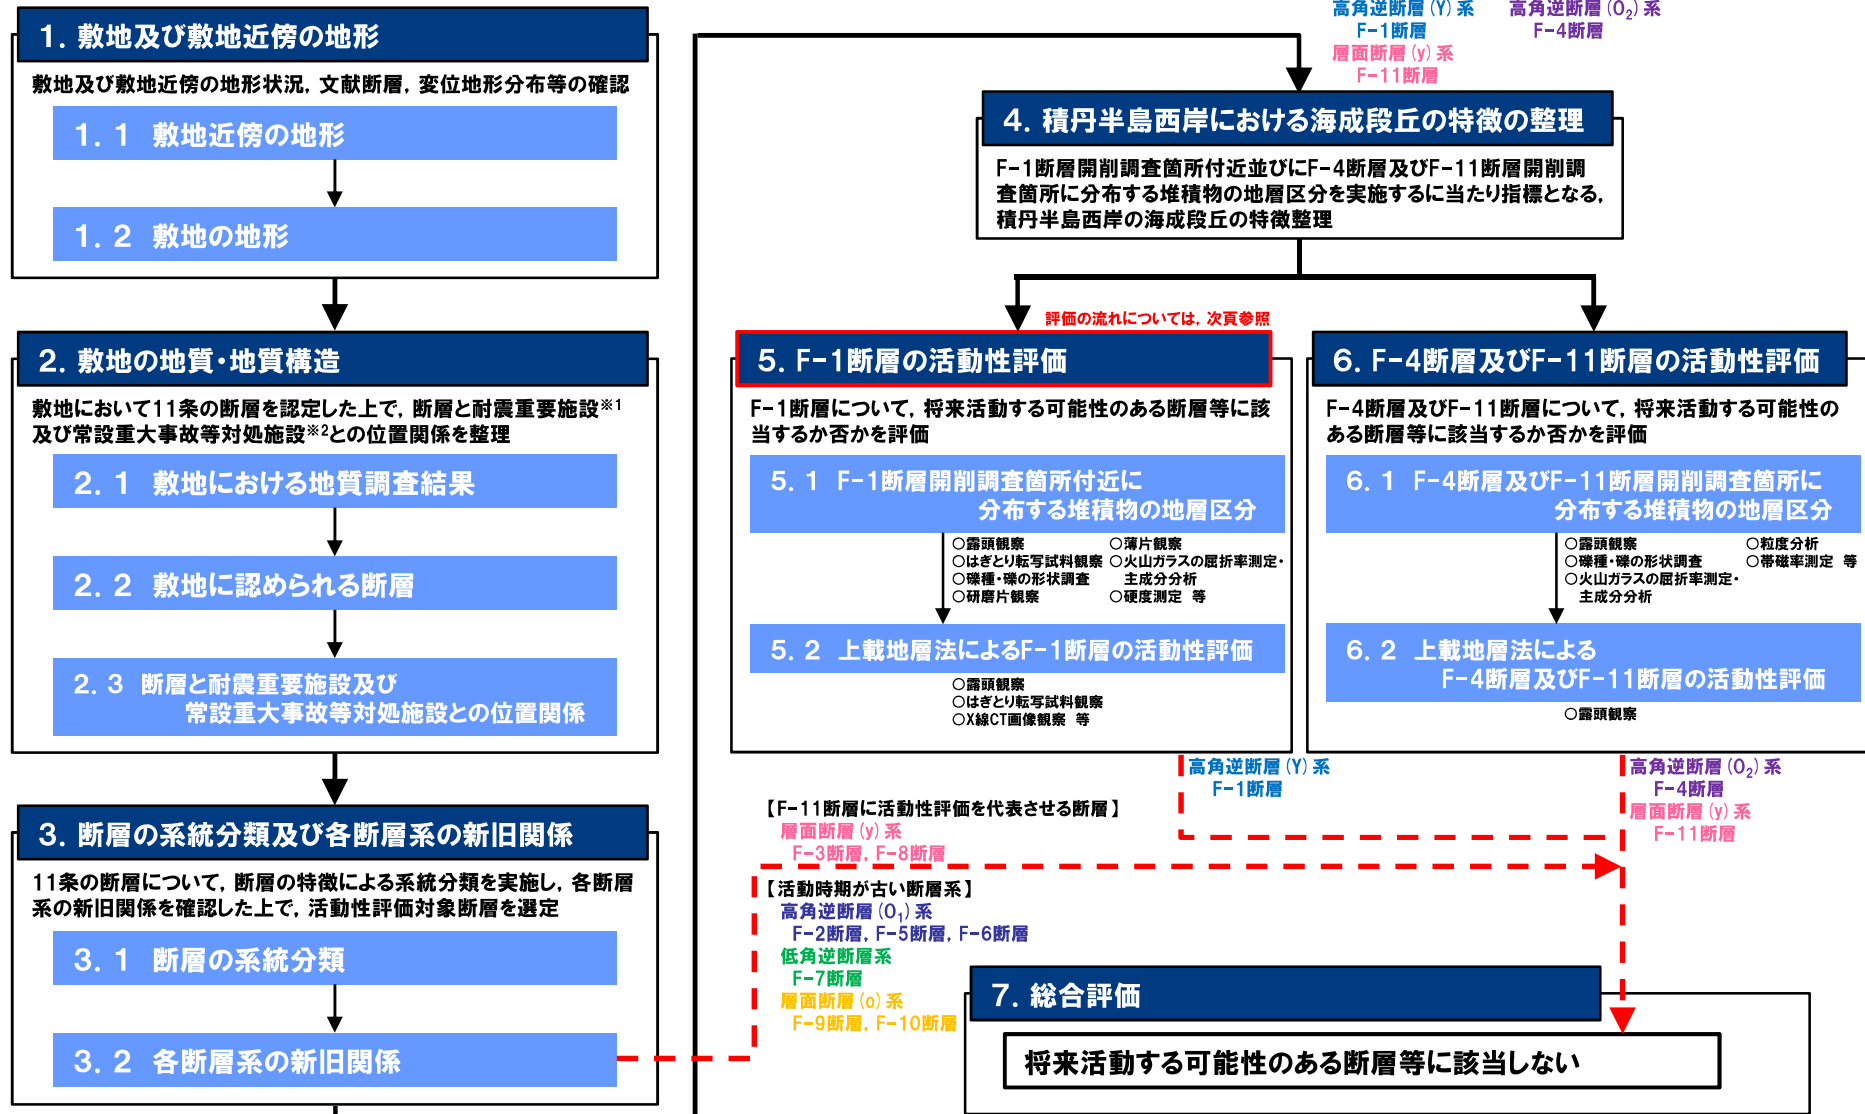 1. 敷地及び敷地近傍の地形
敷地及び敷地近傍の地形状況, 文献断層, 変位地形分布等の確認
1. 1 敷地近傍の地形
1. 2 敷地の地形
2. 敷地の地質・地質構造
敷地において11条の断層を認定した上で, 断層と耐震重要施設※1
及び常設重大事故等対処施設※2との位置関係を整理
2. 1 敷地における地質調査結果
2. 2 敷地に認められる断層
2. 3 断層と耐震重要施設及び
常設重大事故等対処施設との位置関係
3. 断層の系統分類及び各断層系の新旧関係
11条の断層について, 断層の特徴による系統分類を実施し, 各断層
系の新旧関係を確認した上で, 活動性評価対象断層を選定
3. 1 断層の系統分類
3. 2 各断層系の新旧関係
高角逆断層(Y)系
F-1断層
層面断層(y)系
F-11断層
高角逆断層(O₂)系
F-4断層
4. 積丹半島西岸における海成段丘の特徴の整理
F-1断層開削調査箇所付近並びにF-4断層及びF-11断層開削調
査箇所に分布する堆積物の地層区分を実施するに当たり指標となる,
積丹半島西岸の海成段丘の特徴整理
評価の流れについては, 次頁参照
5. F-1断層の活動性評価
F-1断層について, 将来活動する可能性のある断層等に該
当するか否かを評価
5. 1 F-1断層開削調査箇所付近に
分布する堆積物の地層区分
○露頭観察
○はぎとり転写試料観察
○礫種・礫の形状調査
○研磨片観察
○薄片観察
○火山ガラスの屈折率測定・
主成分分析
○硬度測定 等
5. 2 上載地層法によるF-1断層の活動性評価
○露頭観察
○はぎとり転写試料観察
○X線CT画像観察 等
6. F-4断層及びF-11断層の活動性評価
F-4断層及びF-11断層について, 将来活動する可能性の
ある断層等に該当するか否かを評価
6. 1 F-4断層及びF-11断層開削調査箇所に
分布する堆積物の地層区分
○露頭観察
○礫種・礫の形状調査
○火山ガラスの屈折率測定・
主成分分析
○粒度分析
○帯磁率測定 等
6. 2 上載地層法による
F-4断層及びF-11断層の活動性評価
○露頭観察
高角逆断層(Y)系
F-1断層
高角逆断層(O₂)系
F-4断層
層面断層(y)系
F-11断層
【F-11断層に活動性評価を代表させる断層】
層面断層(y)系
F-3断層, F-8断層
【活動時期が古い断層系】
高角逆断層(O₁)系
F-2断層, F-5断層, F-6断層
低角逆断層系
F-7断層
層面断層(o)系
F-9断層, F-10断層
7. 総合評価
将来活動する可能性のある断層等に該当しない